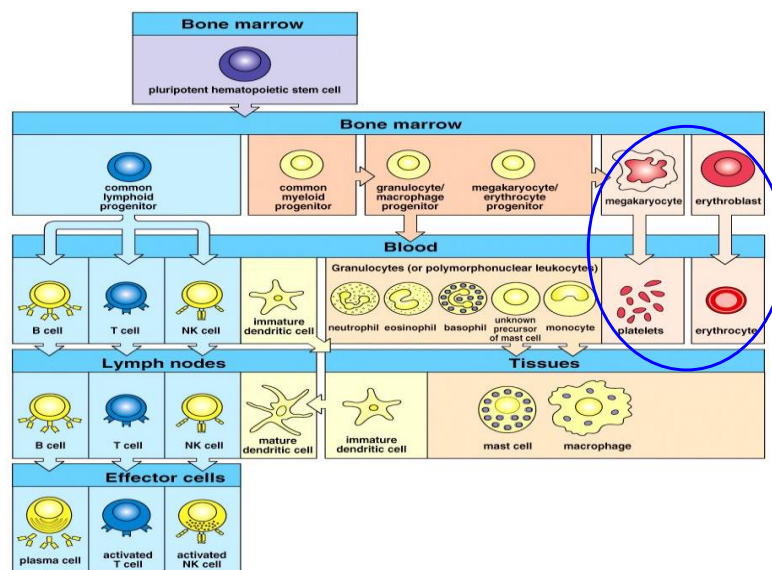 Bone marrow
pluripotent hematopoietic stem cell
Bone marrow
common
lymphoid
progenitor
common
myeloid
progenitor
granulocyte/
macrophage
progenitor
megakaryocyte/
erythrocyte
progenitor
megakaryocyte
erythroblast
Blood
B cell
T cell
NK cell
immature
dendritic cell
Granulocytes (or polymorphonuclear leukocytes)
neutrophil
eosinophil
basophil
unknown
precursor
of mast cell
monocyte
platelets
erythrocyte
Lymph nodes
B cell
T cell
NK cell
mature
dendritic cell
Tissues
immature
dendritic cell
mast cell
macrophage
Effector cells
plasma cell
activated
T cell
activated
NK cell